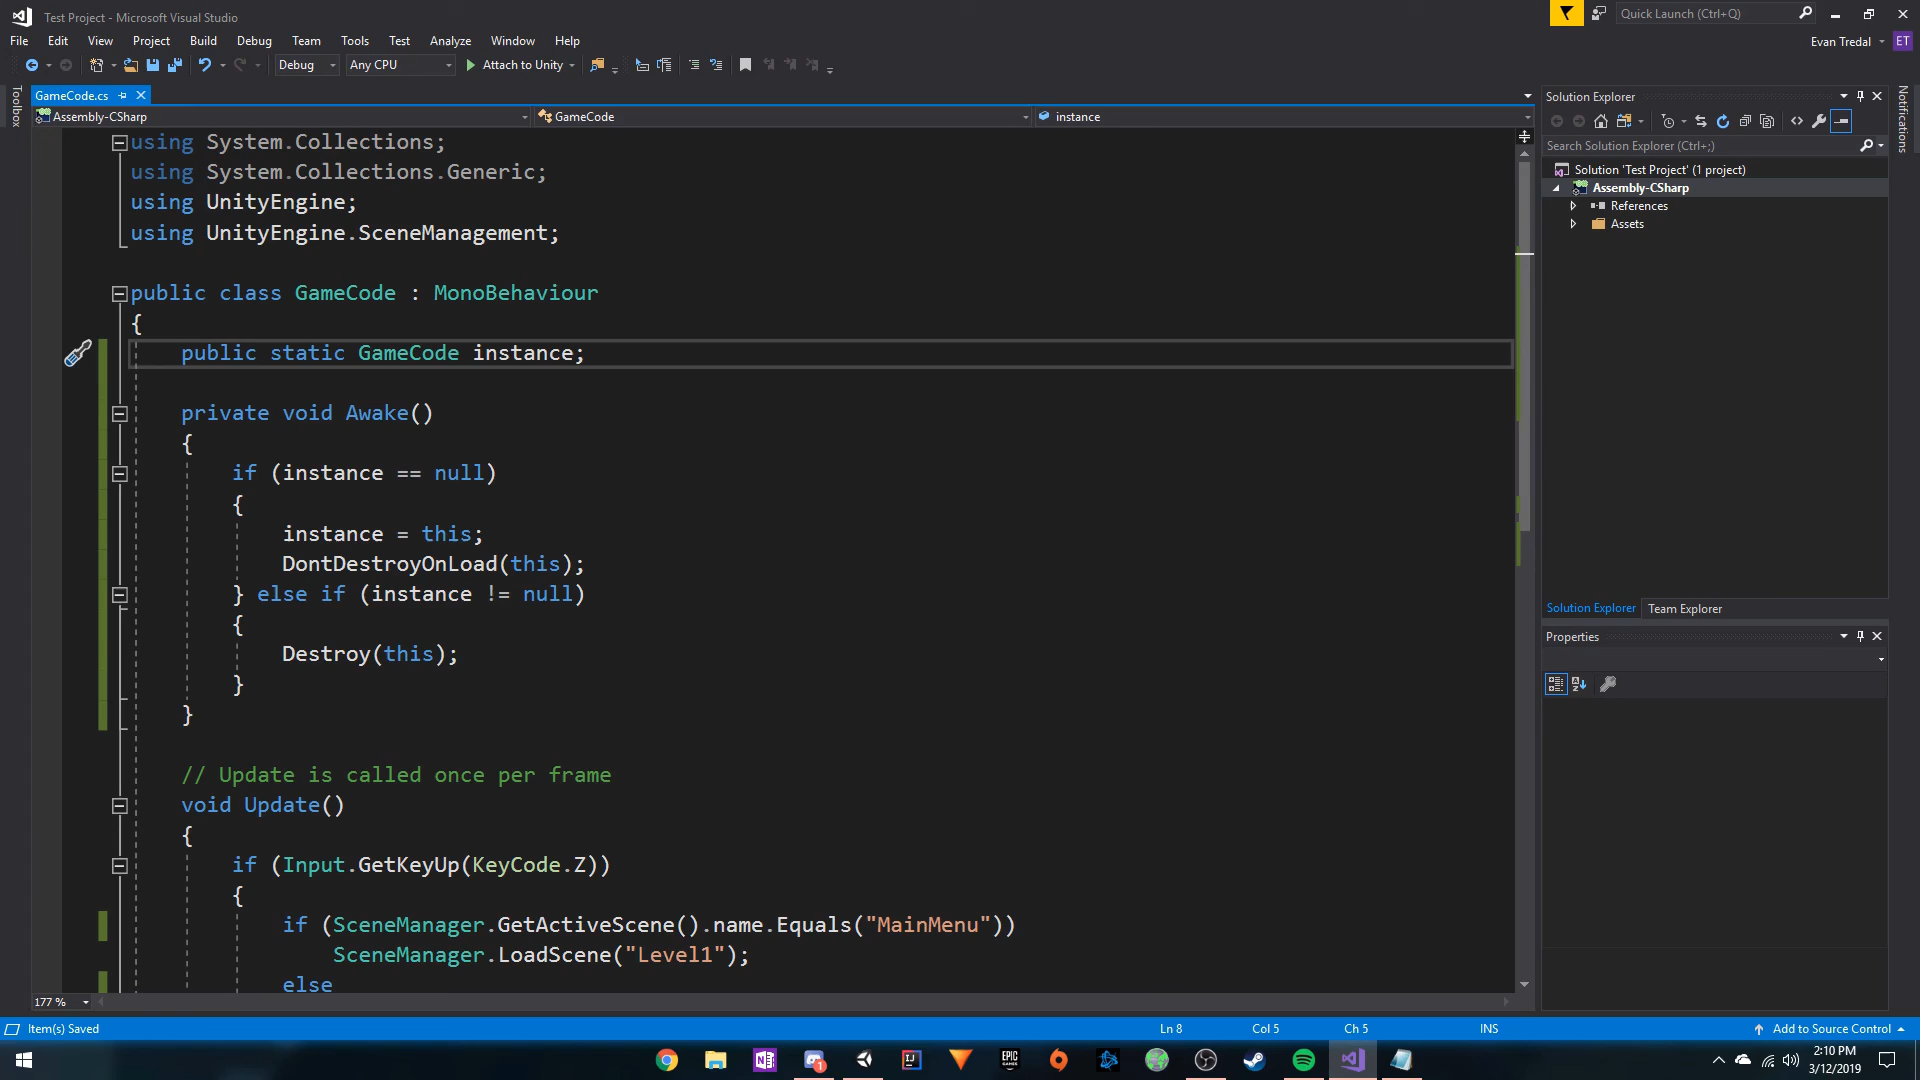 Test Project - Microsoft Visual Studio
Quick Launch (Ctrl+Q)
File Edit View Project Build Debug Team Tools Test Analyze Window Help
Evan Tredal ET
Debug Any CPU Attach to Unity
Toolbox
GameCode.cs
Assembly-CSharp GameCode instance
using System.Collections;
using System.Collections.Generic;
using UnityEngine;
using UnityEngine.SceneManagement;
public class GameCode : MonoBehaviour
{
public static GameCode instance;
private void Awake()
{
if (instance == null)
{
instance = this;
DontDestroyOnLoad(this);
} else if (instance != null)
{
Destroy(this);
}
}
// Update is called once per frame
void Update()
{
if (Input.GetKeyUp(KeyCode.Z))
{
if (SceneManager.GetActiveScene().name.Equals("MainMenu"))
SceneManager.LoadScene("Level1");
else
177 %
Solution Explorer
Search Solution Explorer (Ctrl+;)
Solution 'Test Project' (1 project)
Assembly-CSharp
References
Assets
Solution Explorer Team Explorer
Properties
Notifications
Item(s) Saved Ln 8 Col 5 Ch 5 INS Add to Source Control
N
IJ
EPIC GAMES
1
2:10 PM
3/12/2019